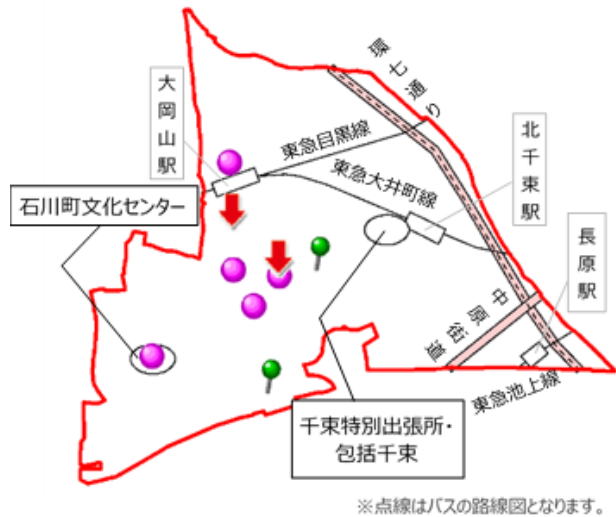 環七通り
大岡山駅
東急目黒線
北千束駅
東急大井町線
石川町文化センター
長原駅
中原街道
東急池上線
千束特別出張所・
包括千束
※点線はバスの路線図となります。